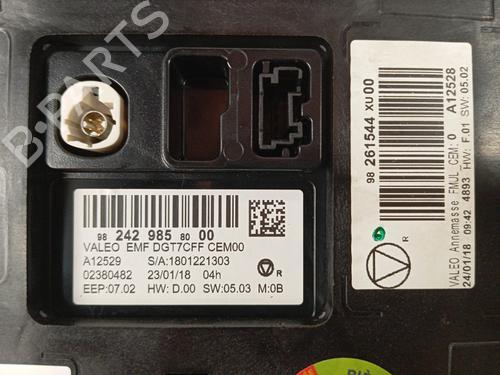 B-PARTS
98 242 985 80 00
VALEO EMF DGT7CFF CEM00
A12529 S/A:1801221303
02380482 23/01/18 04h
EEP:07.02 HW: D.00 SW:05.03 M:0B
R
98 261544 XU 00 A12528
VALEO Annemasse FMUL_CEM: 0
24/01/18 09:42 4893 HW: F.01 SW: 05.02
R